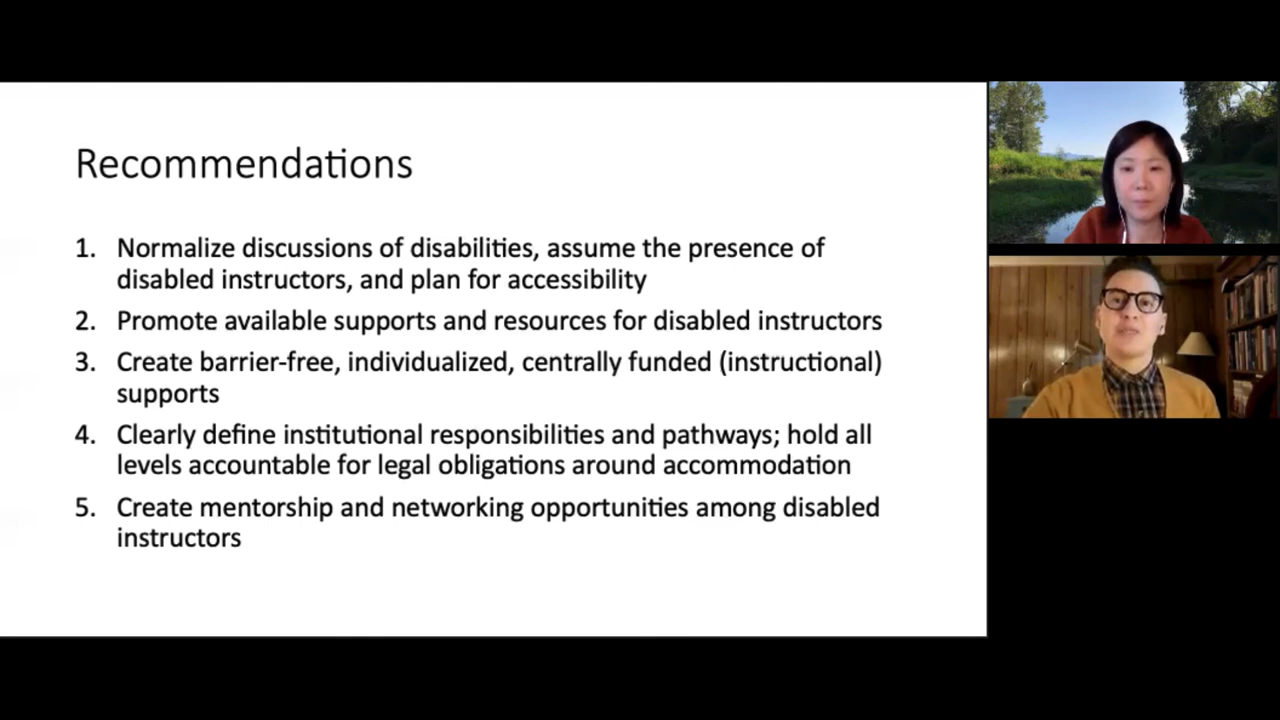 Recommendations
1. Normalize discussions of disabilities, assume the presence of
disabled instructors, and plan for accessibility
2. Promote available supports and resources for disabled instructors
3. Create barrier-free, individualized, centrally funded (instructional)
supports
4. Clearly define institutional responsibilities and pathways; hold all
levels accountable for legal obligations around accommodation
5. Create mentorship and networking opportunities among disabled
instructors